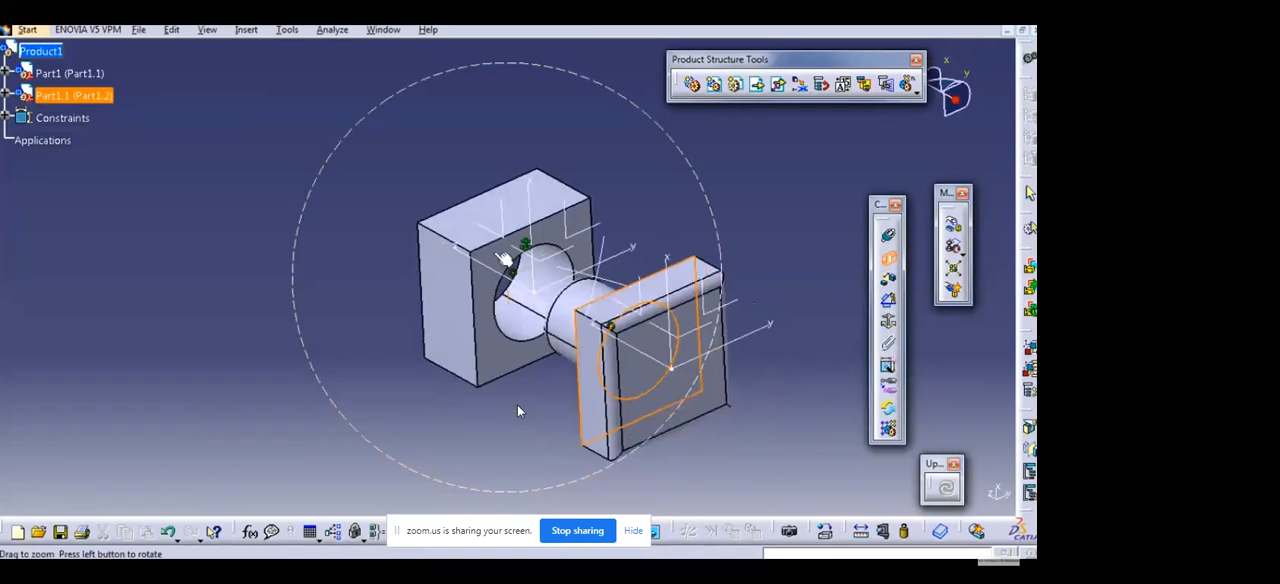 Start ENOVIA V5 VPM File Edit View Insert Tools Analyze Window Help
Product1
Part1 (Part1.1)
Part1.1 (Part1.2)
Constraints
Applications
Product Structure Tools
x
y
C...
M...
y
x
y
Up...
x
z y
zoom.us is sharing your screen. Stop sharing Hide
f(x)
CATIA
Drag to zoom Press left button to rotate